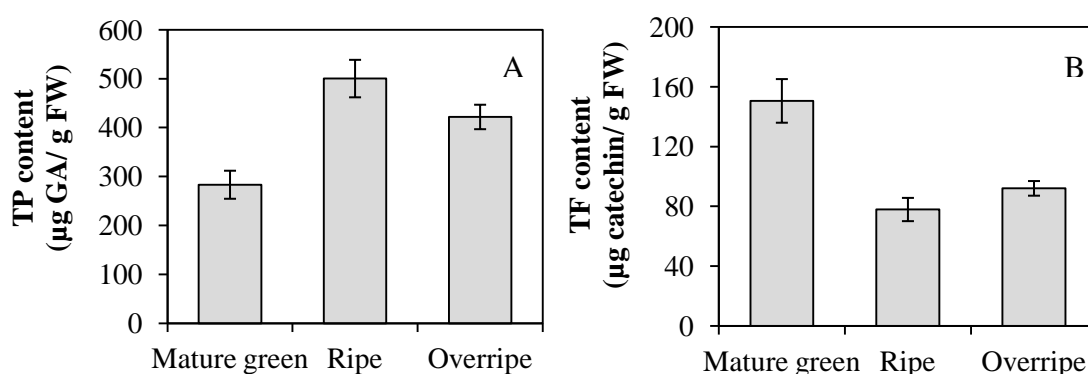 TP content
(µg GA/ g FW)
600
500
400
300
200
100
0
A
Mature green Ripe Overripe
TF content
(µg catechin/ g FW)
200
160
120
80
40
0
B
Mature green Ripe Overripe